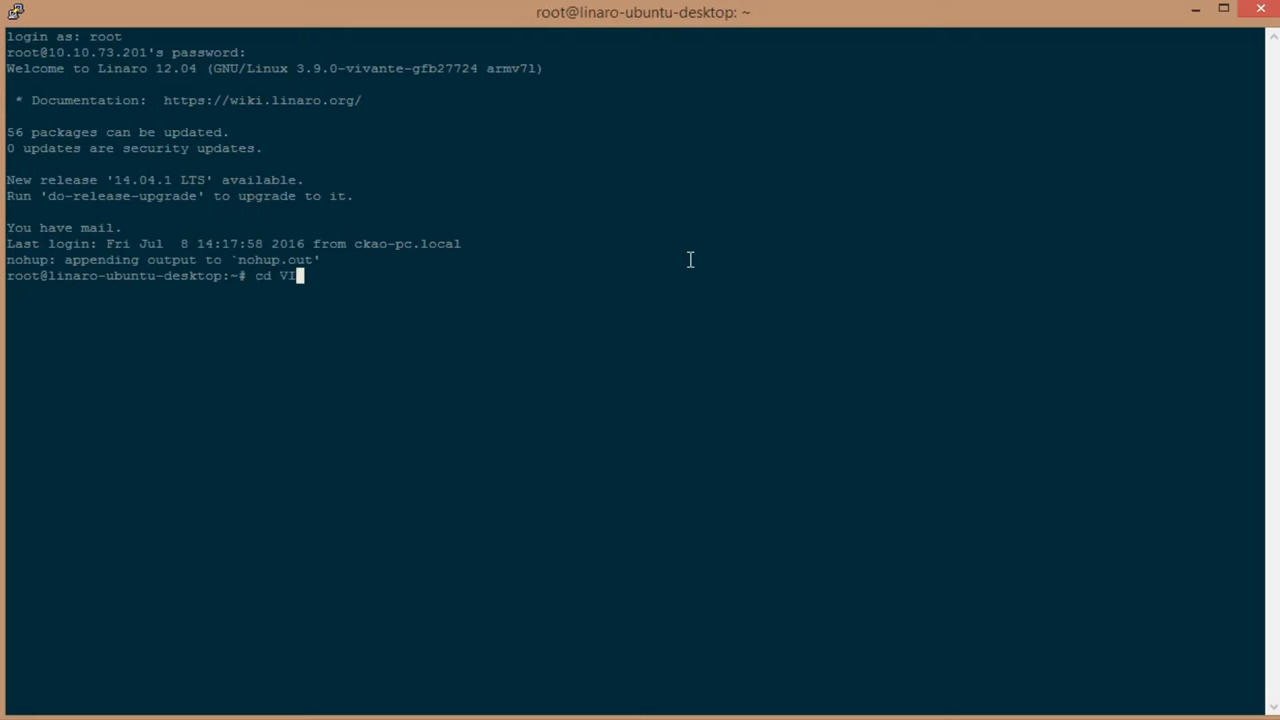 root@linaro-ubuntu-desktop: ~
login as: root
root@10.10.73.201's password:
Welcome to Linaro 12.04 (GNU/Linux 3.9.0-vivante-gfb27724 armv7l)
* Documentation:  https://wiki.linaro.org/
56 packages can be updated.
0 updates are security updates.
New release '14.04.1 LTS' available.
Run 'do-release-upgrade' to upgrade to it.
You have mail.
Last login: Fri Jul  8 14:17:58 2016 from ckao-pc.local
nohup: appending output to `nohup.out'
root@linaro-ubuntu-desktop:~# cd VI